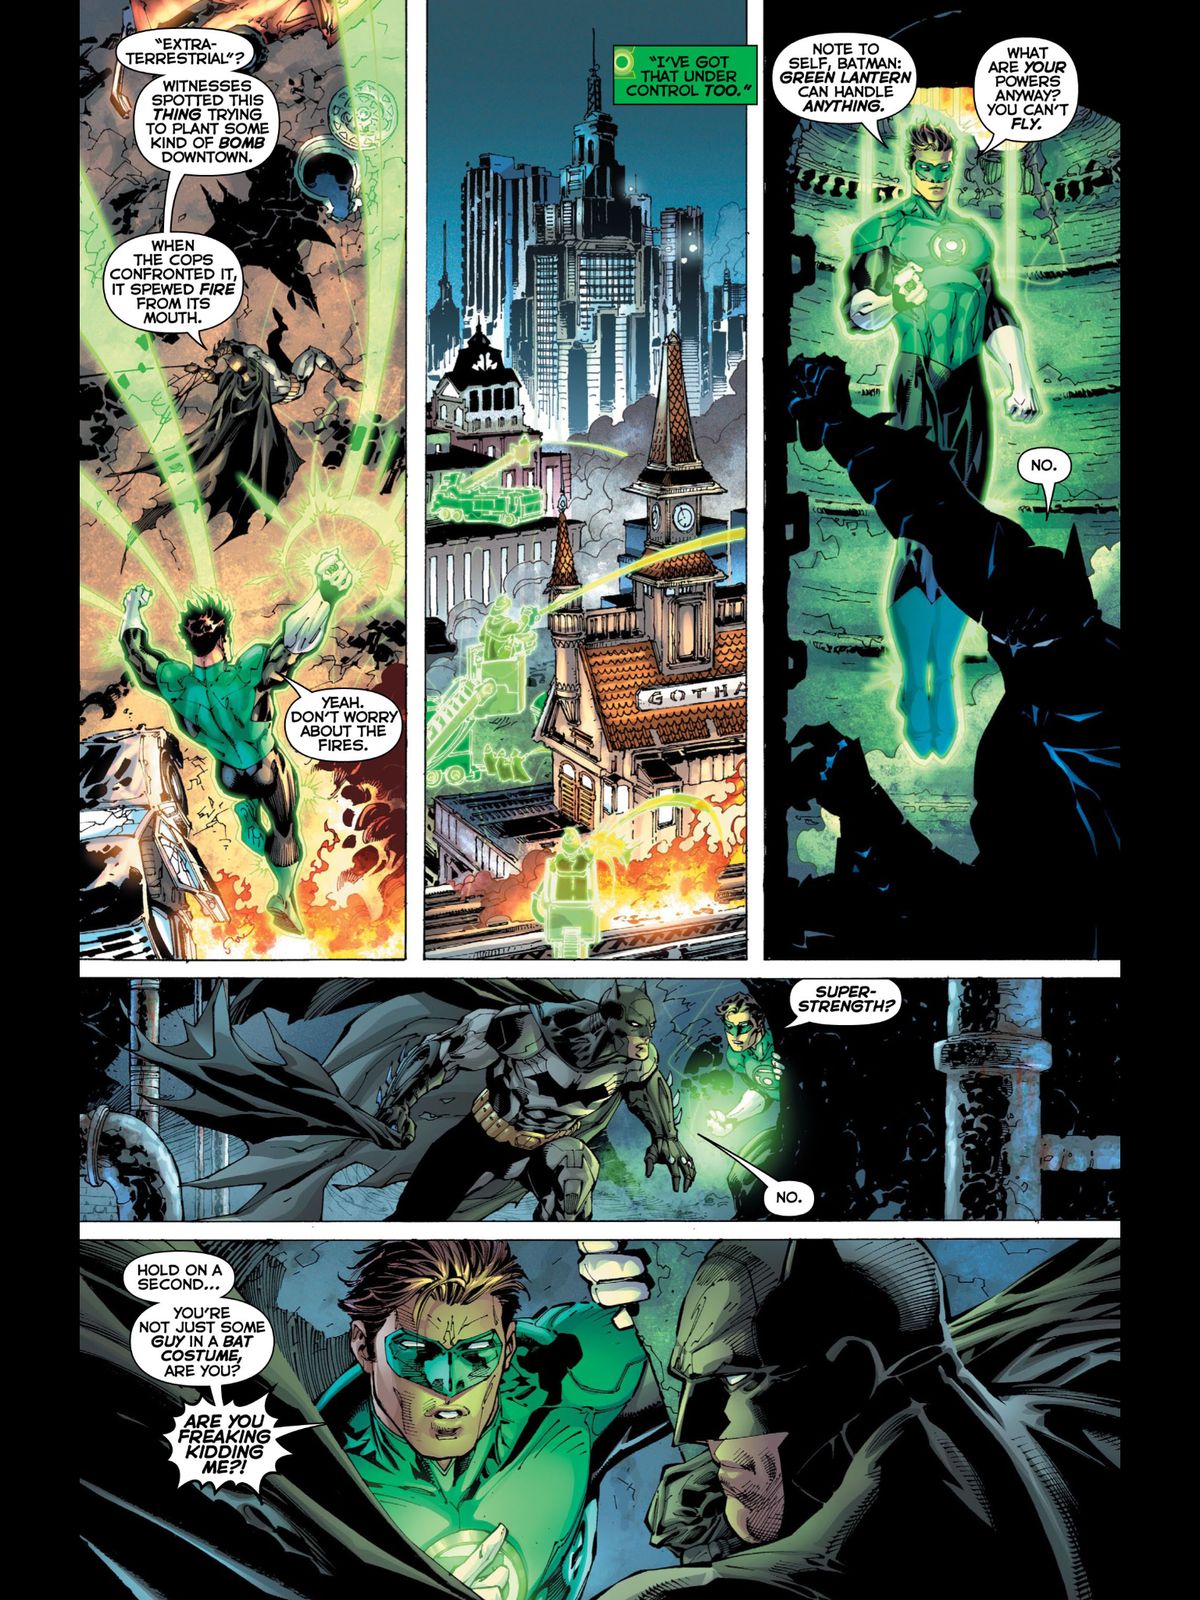 "EXTRA-
TERRESTRIAL"?
WITNESSES
SPOTTED THIS
THING TRYING
TO PLANT SOME
KIND OF BOMB
DOWNTOWN.
WHEN
THE COPS
CONFRONTED IT,
IT SPEWED FIRE
FROM ITS
MOUTH.
YEAH.
DON'T WORRY
ABOUT THE
FIRES.
"I'VE GOT
THAT UNDER
CONTROL TOO."
GOTHA
NOTE TO
SELF, BATMAN:
GREEN LANTERN
CAN HANDLE
ANYTHING.
WHAT
ARE YOUR
POWERS
ANYWAY?
YOU CAN'T
FLY.
NO.
SUPER-
STRENGTH?
NO.
HOLD ON A
SECOND...
YOU'RE
NOT JUST SOME
GUY IN A BAT
COSTUME,
ARE YOU?
ARE YOU
FREAKING
KIDDING
ME?!